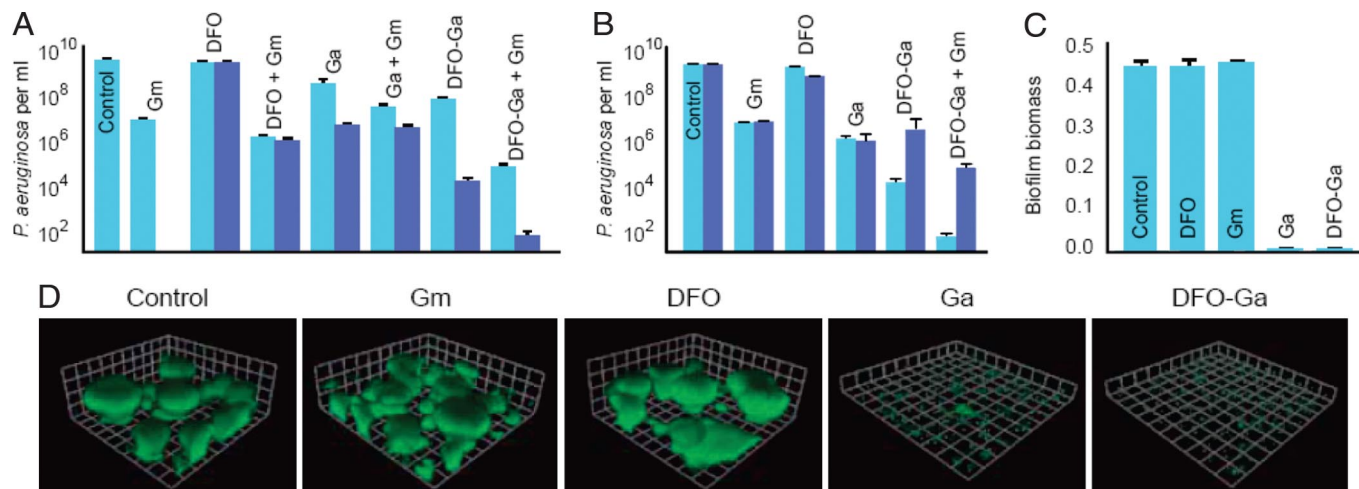 A
P. aeruginosa per ml
10^10
10^8
10^6
10^4
10^2
Control
Gm
DFO
DFO + Gm
Ga
Ga + Gm
DFO-Ga
DFO-Ga + Gm
B
P. aeruginosa per ml
10^10
10^8
10^6
10^4
10^2
Control
Gm
DFO
Ga
DFO-Ga
DFO-Ga + Gm
C
Biofilm biomass
0.5
0.4
0.3
0.2
0.1
0.0
Control
DFO
Gm
Ga
DFO-Ga
D
Control
Gm
DFO
Ga
DFO-Ga